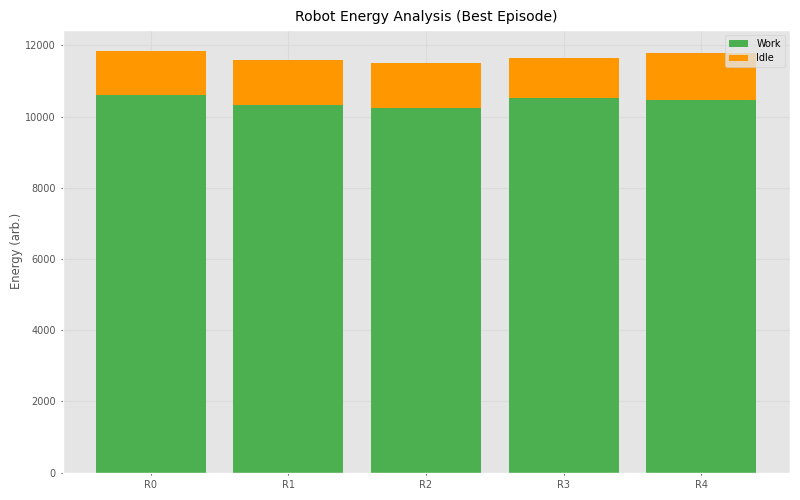 Robot Energy Analysis (Best Episode)
Work
Idle
12000
10000
8000
6000
4000
2000
0
Energy (arb.)
R0 R1 R2 R3 R4